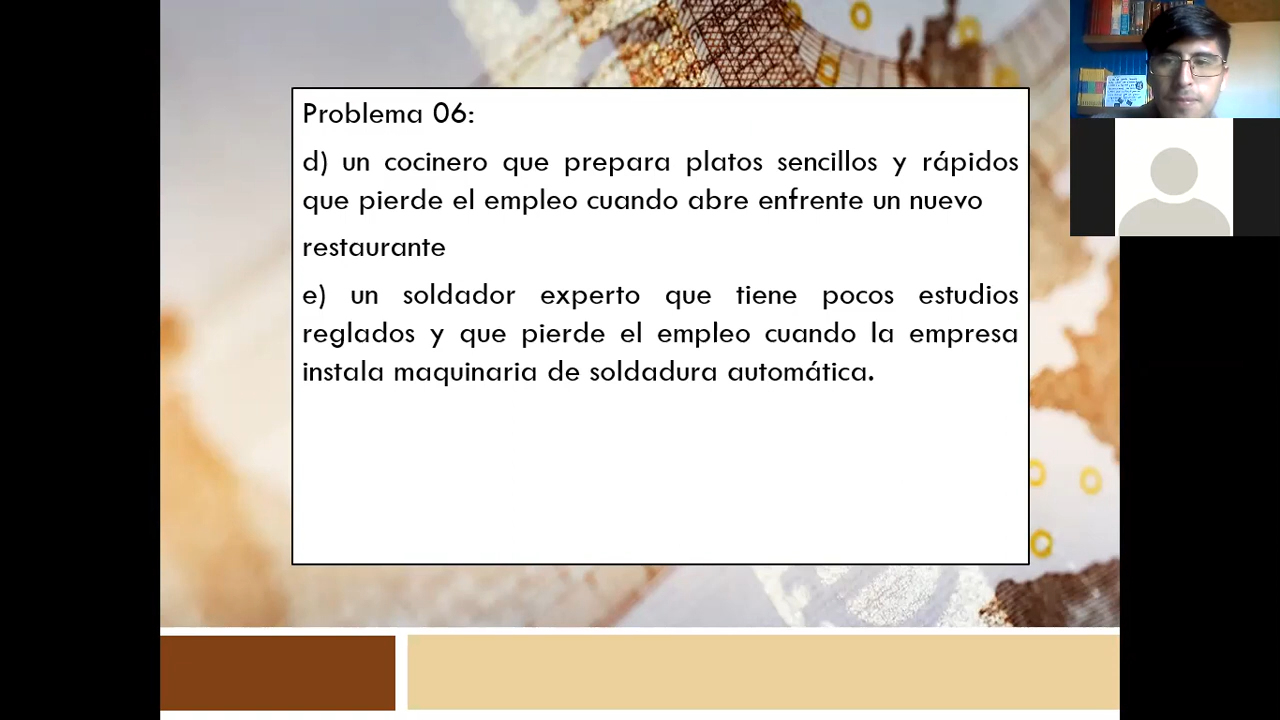 Problema 06:
d) un cocinero que prepara platos sencillos y rápidos
que pierde el empleo cuando abre enfrente un nuevo
restaurante
e) un soldador experto que tiene pocos estudios
reglados y que pierde el empleo cuando la empresa
instala maquinaria de soldadura automática.